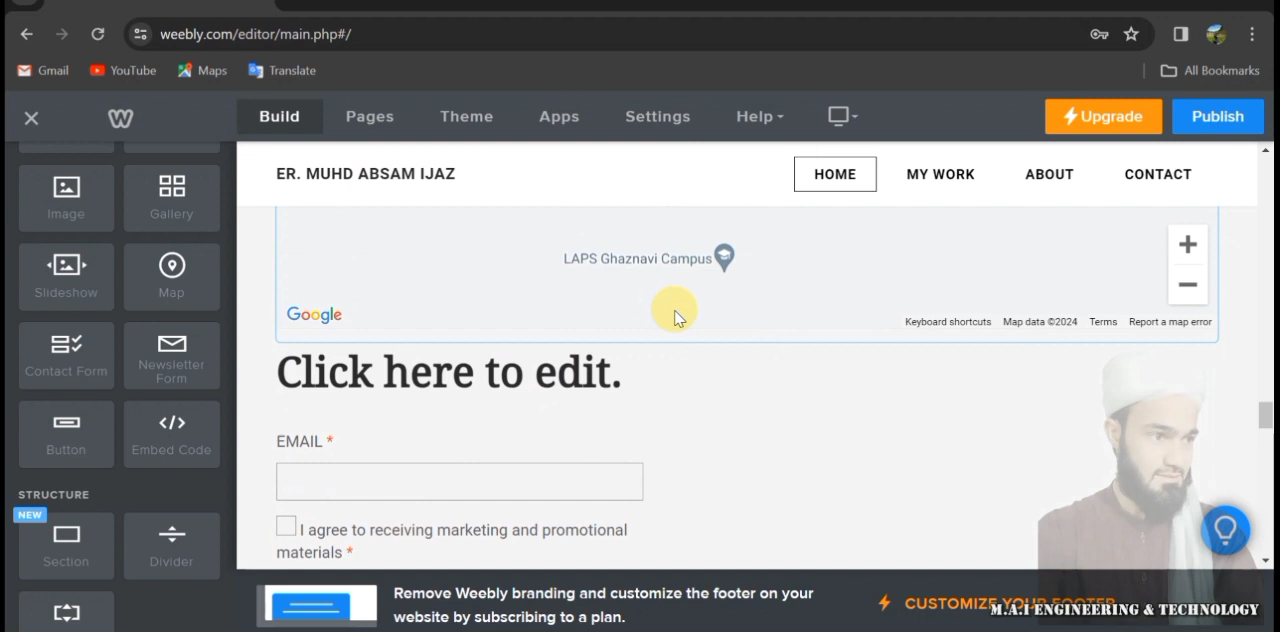 weebly.com/editor/main.php#/
Gmail YouTube Maps Translate All Bookmarks
Build Pages Theme Apps Settings Help Upgrade Publish
ER. MUHD ABSAM IJAZ HOME MY WORK ABOUT CONTACT
Image Gallery
LAPS Ghaznavi Campus
Slideshow Map
Google Keyboard shortcuts Map data ©2024 Terms Report a map error
Contact Form Newsletter Form
Click here to edit.
Button Embed Code
EMAIL *
STRUCTURE
NEW
Section Divider
I agree to receiving marketing and promotional
materials *
Remove Weebly branding and customize the footer on your
website by subscribing to a plan.
CUSTOMIZE YOUR FOOTER
M.A.I ENGINEERING & TECHNOLOGY